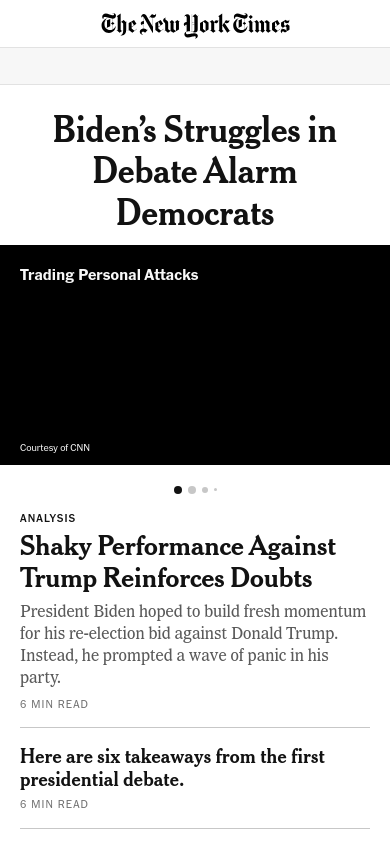 The New York Times
Biden’s Struggles in
Debate Alarm
Democrats
Trading Personal Attacks
Courtesy of CNN
ANALYSIS
Shaky Performance Against
Trump Reinforces Doubts
President Biden hoped to build fresh momentum
for his re-election bid against Donald Trump.
Instead, he prompted a wave of panic in his
party.
6 MIN READ
Here are six takeaways from the first
presidential debate.
6 MIN READ